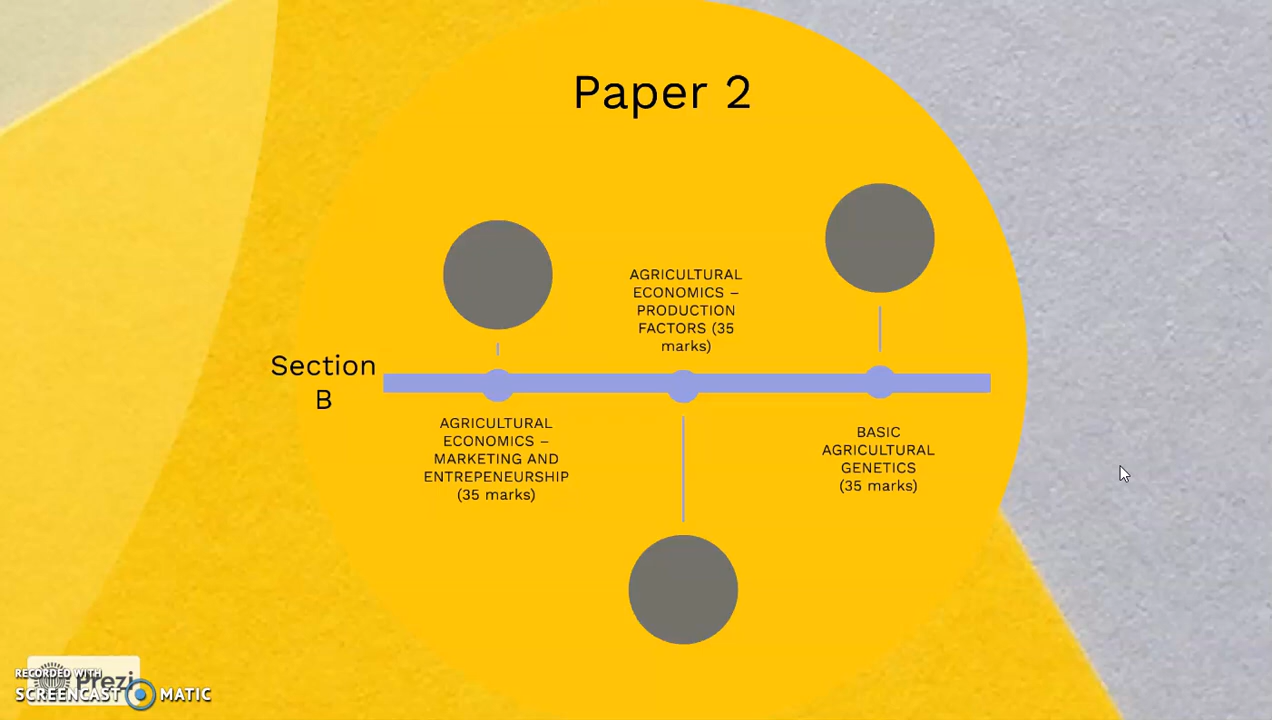 Paper 2
AGRICULTURAL
ECONOMICS –
PRODUCTION
FACTORS (35
marks)
Section
B
AGRICULTURAL
ECONOMICS –
MARKETING AND
ENTREPENEURSHIP
(35 marks)
BASIC
AGRICULTURAL
GENETICS
(35 marks)
Prezi
RECORDED WITH
SCREENCAST MATIC